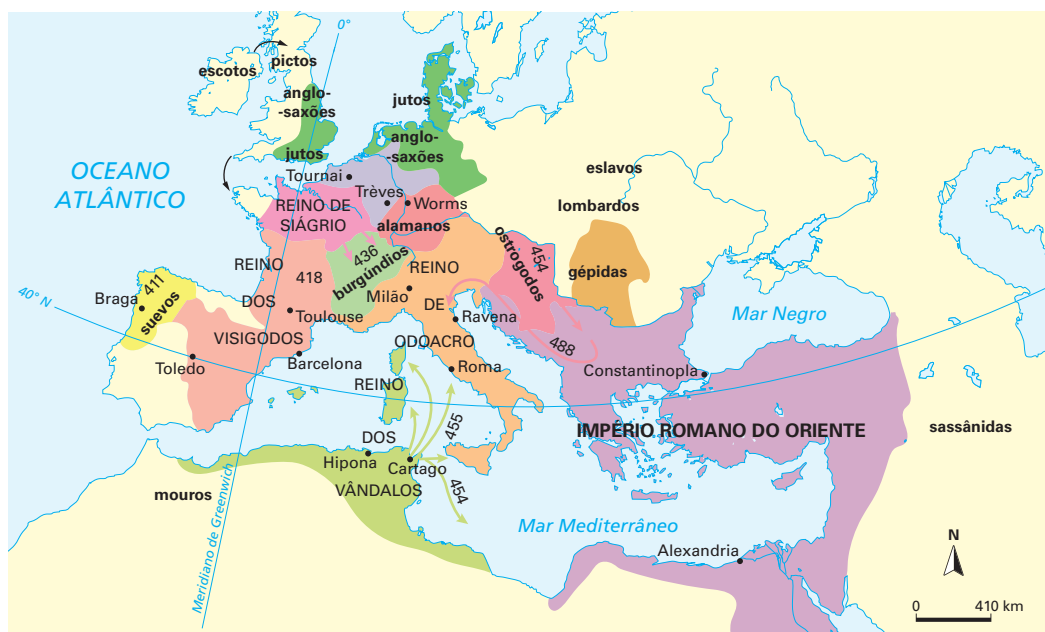 0°
escotos
pictos
anglo-
-saxões
jutos
jutos
anglo-
-saxões
OCEANO
ATLÂNTICO
Tournai
Trèves
Worms
REINO DE
SIÁGRIO
alamanos
eslavos
lombardos
gépidas
ostrogodos
454
436
burgúndios
REINO
418
DOS
Toulouse
VISIGODOS
REINO
Milão
DE
Ravena
ODOACRO
Roma
488
40° N
Braga
411
suevos
Toledo
Barcelona
Mar Negro
Constantinopla
IMPÉRIO ROMANO DO ORIENTE
sassânidas
REINO
DOS
VÂNDALOS
Hipona
Cartago
455
454
mouros
Meridiano de Greenwich
Mar Mediterrâneo
Alexandria
N
0 410 km